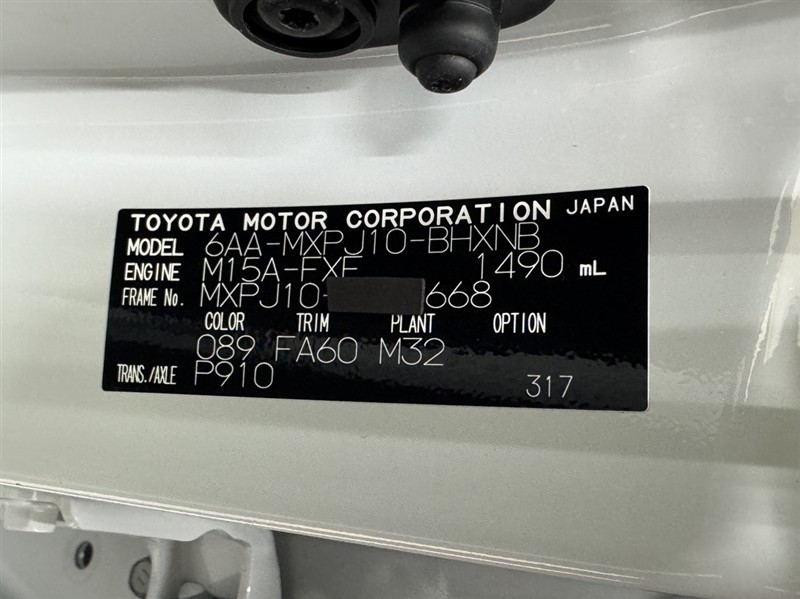 TOYOTA MOTOR CORPORATION JAPAN
MODEL 6AA-MXPJ10-BHXNB
ENGINE M15A-FXE 1490 mL
FRAME No. MXPJ10- 668
COLOR TRIM PLANT OPTION
089 FA60 M32
TRANS./AXLE P910 317